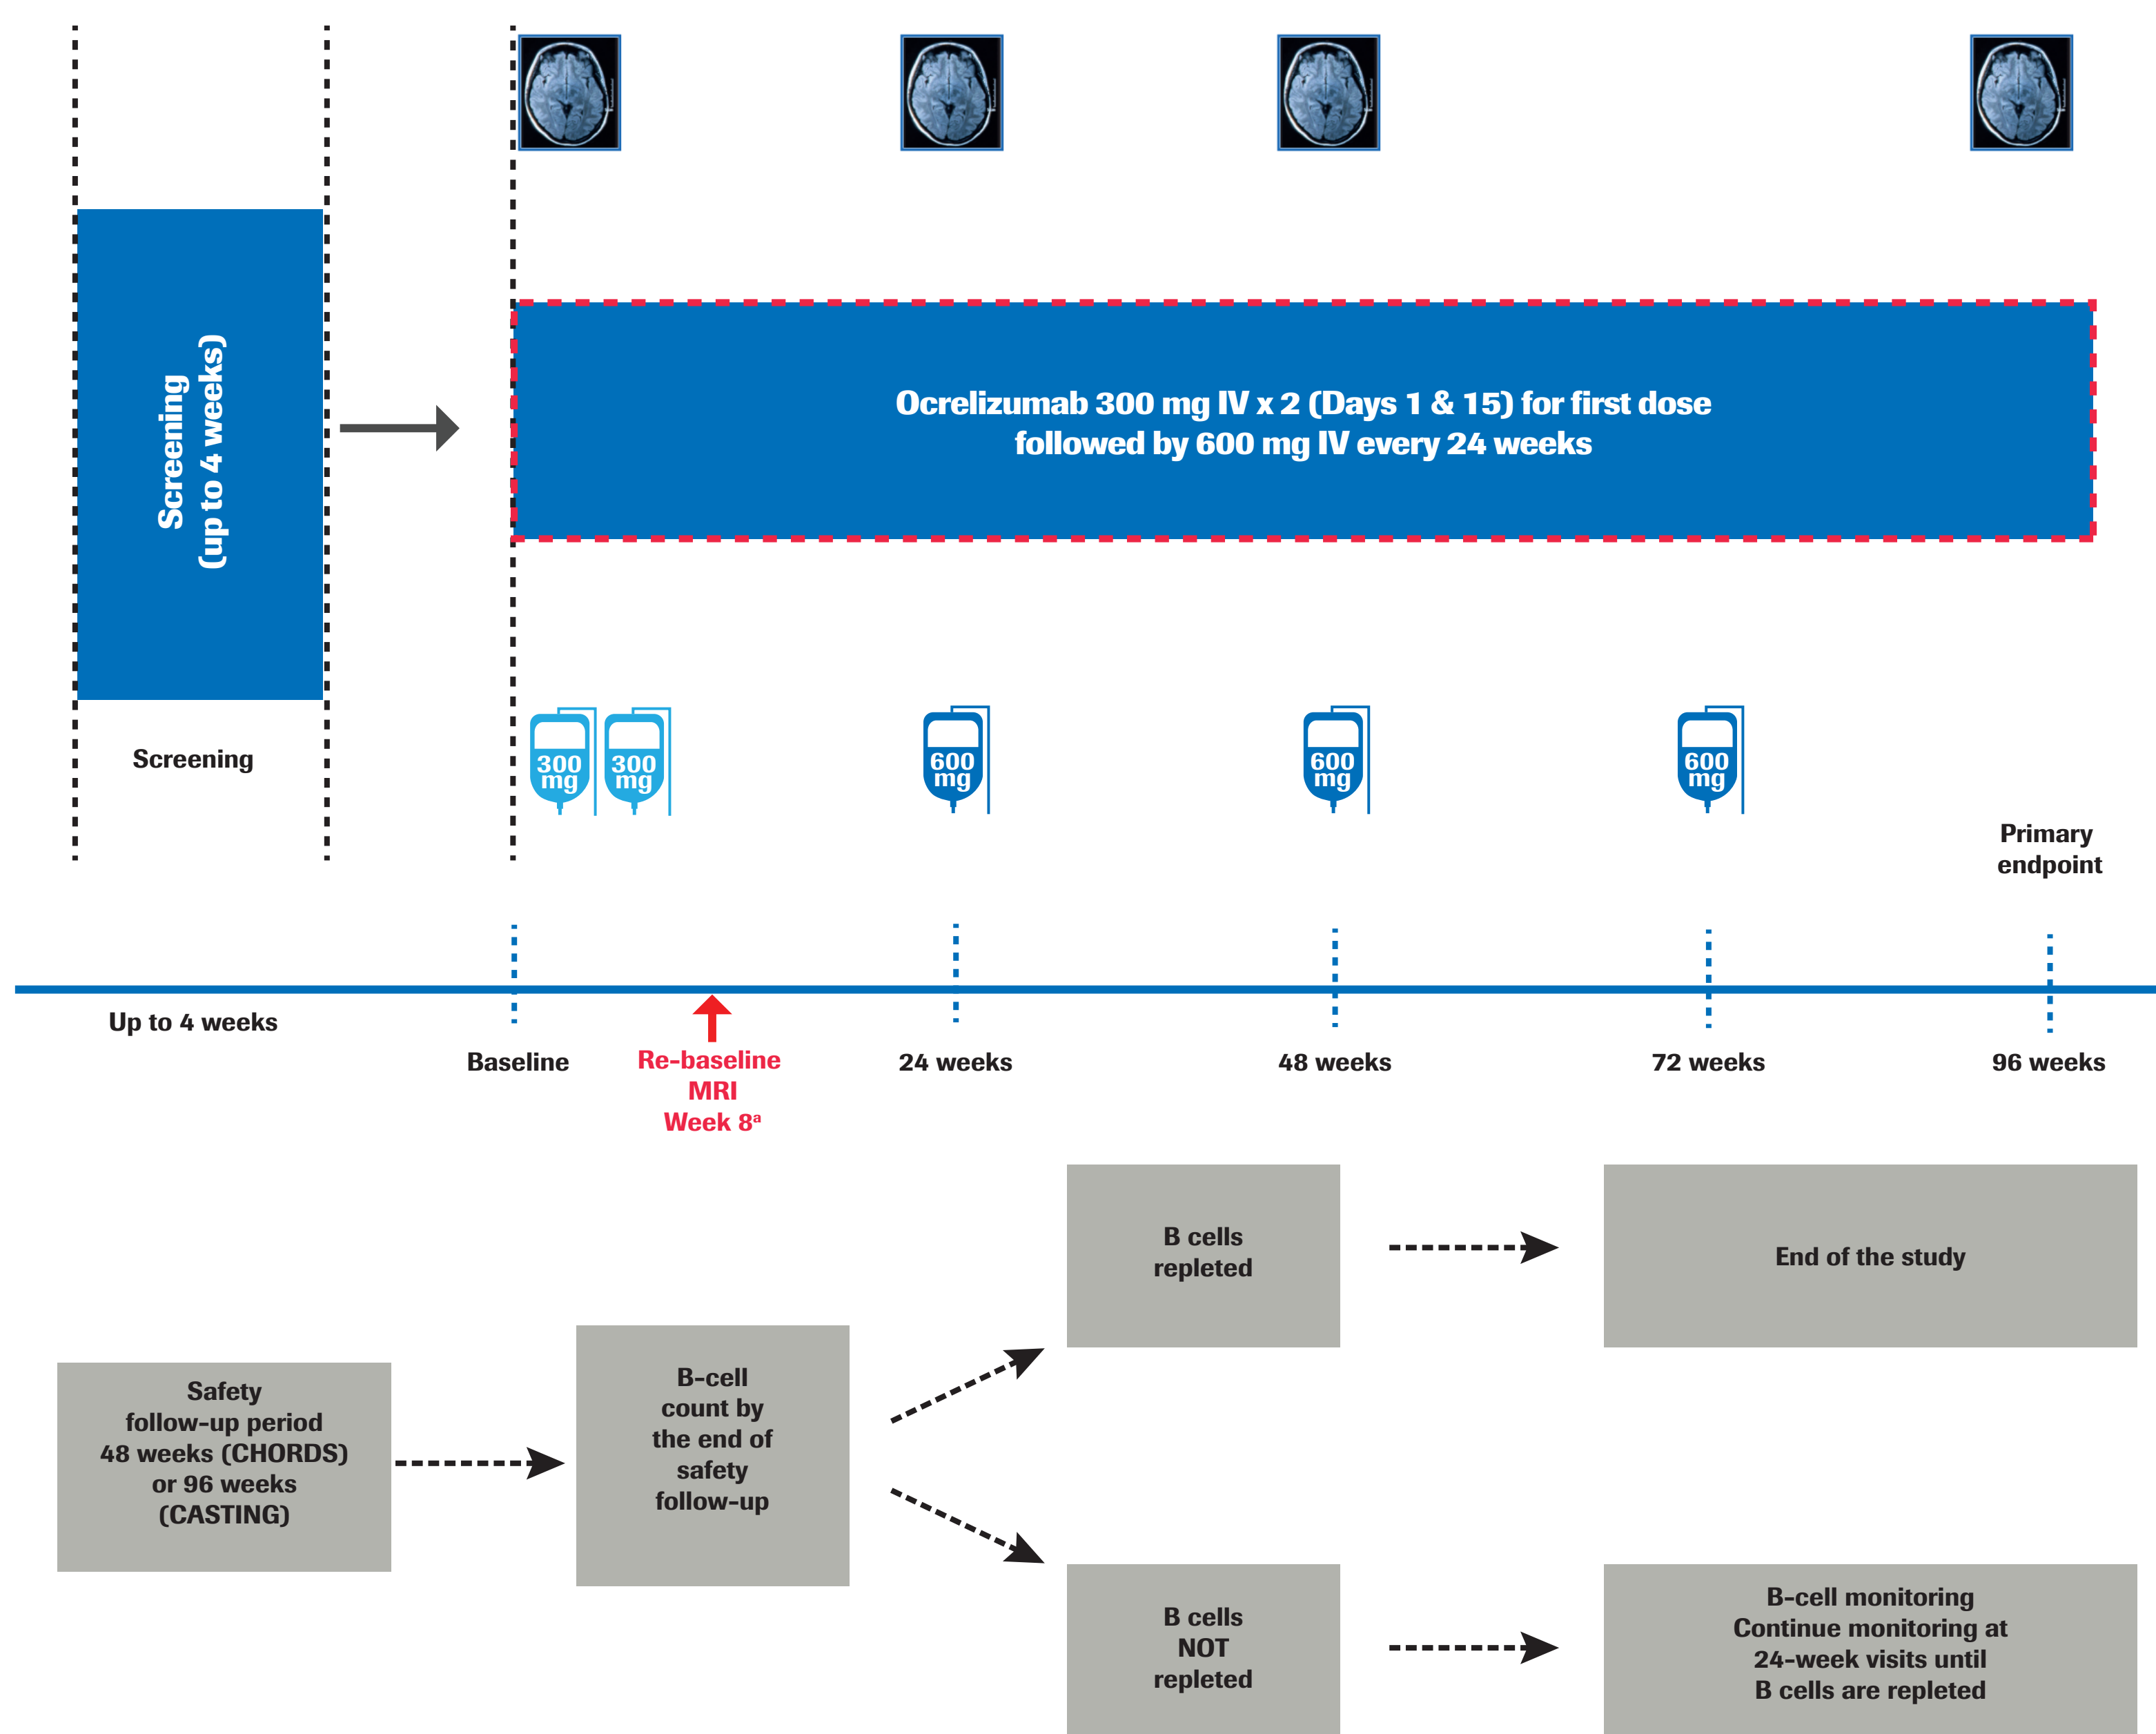 Screening
(up to 4 weeks)
Ocrelizumab 300 mg IV x 2 (Days 1 & 15) for first dose
followed by 600 mg IV every 24 weeks
Screening
300
mg
300
mg
600
mg
600
mg
600
mg
Primary
endpoint
Up to 4 weeks
Baseline
Re-baseline
MRI
Week 8ᵃ
24 weeks
48 weeks
72 weeks
96 weeks
Safety
follow-up period
48 weeks (CHORDS)
or 96 weeks
(CASTING)
B-cell
count by
the end of
safety
follow-up
B cells
repleted
End of the study
B cells
NOT
repleted
B-cell monitoring
Continue monitoring at
24-week visits until
B cells are repleted